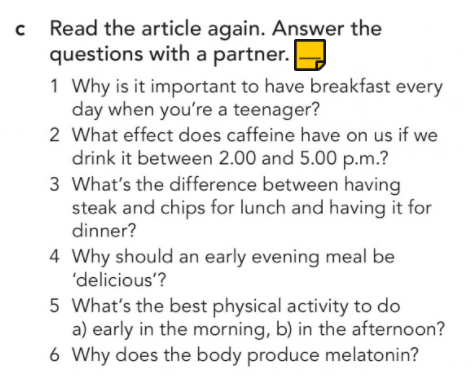 c Read the article again. Answer the
questions with a partner.
1 Why is it important to have breakfast every
day when you’re a teenager?
2 What effect does caffeine have on us if we
drink it between 2.00 and 5.00 p.m.?
3 What’s the difference between having
steak and chips for lunch and having it for
dinner?
4 Why should an early evening meal be
‘delicious’?
5 What’s the best physical activity to do
a) early in the morning, b) in the afternoon?
6 Why does the body produce melatonin?